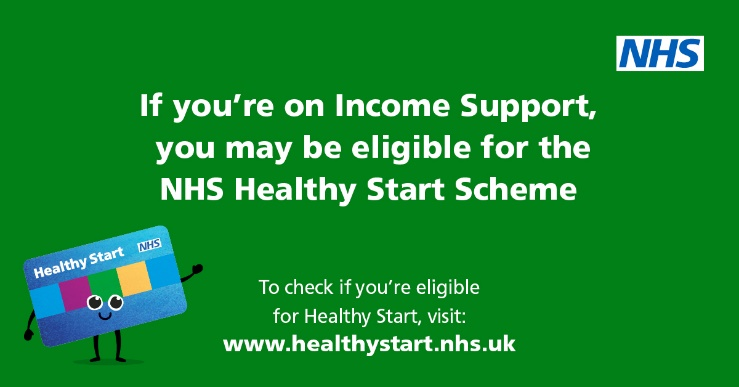 NHS
If you're on Income Support,
you may be eligible for the
NHS Healthy Start Scheme
Healthy Start NHS
To check if you're eligible
for Healthy Start, visit:
www.healthystart.nhs.uk